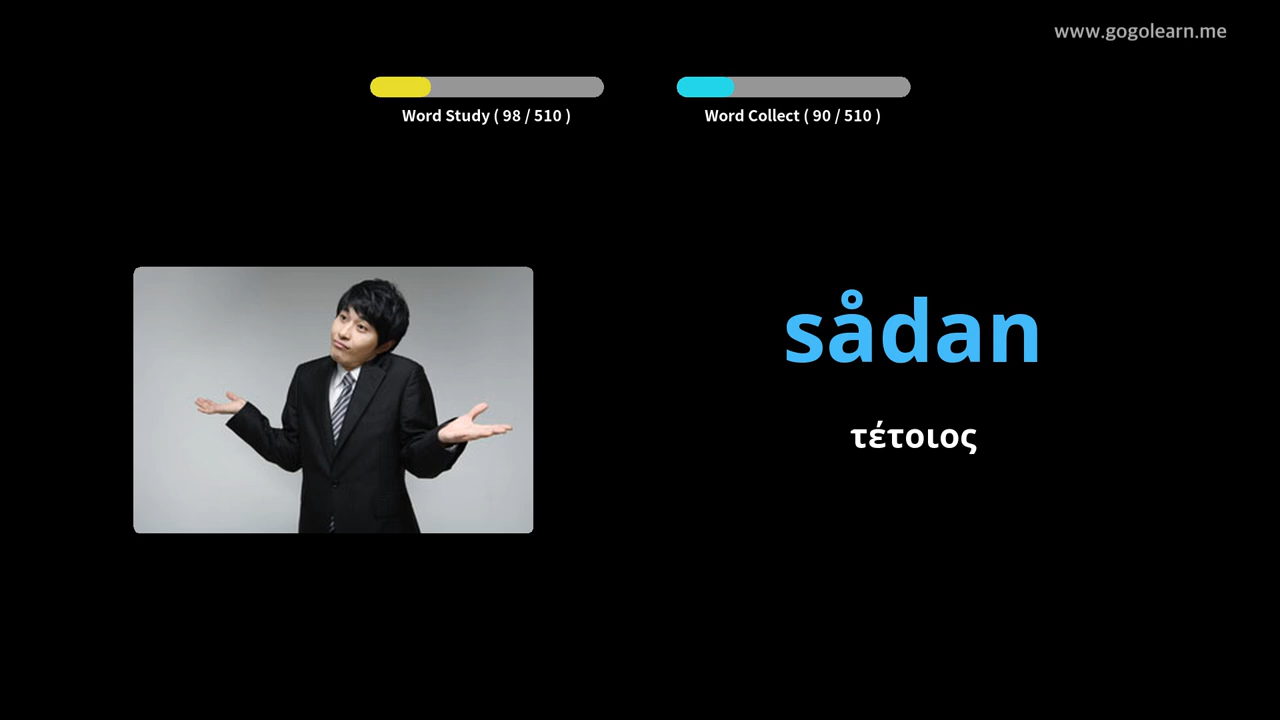 www.gogolearn.me
Word Study ( 98 / 510 )
Word Collect ( 90 / 510 )
sådan
τέτοιος